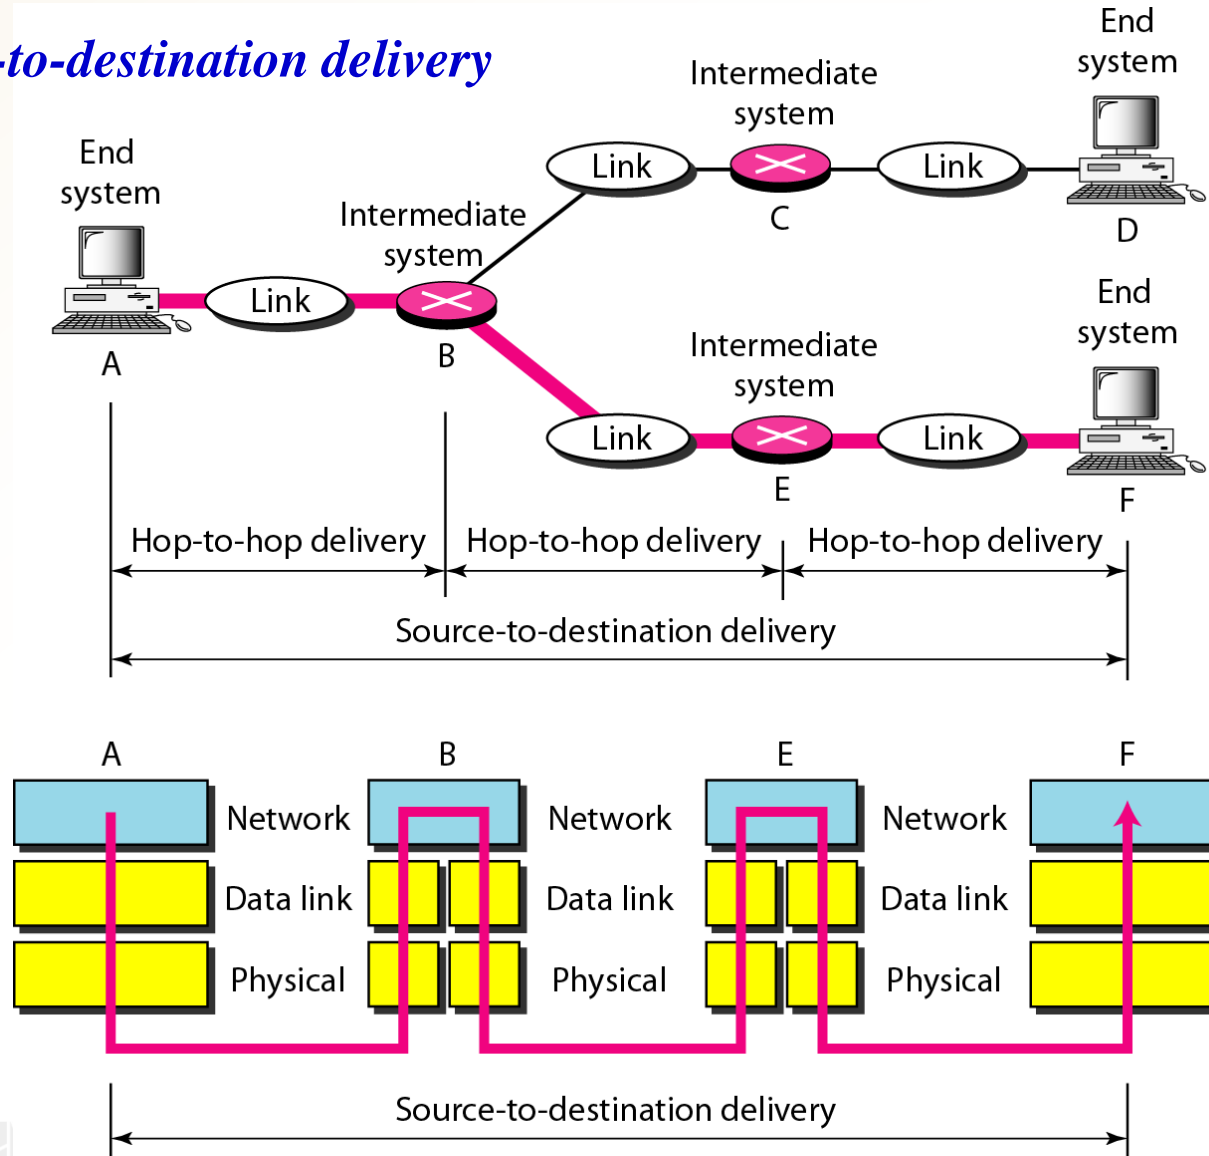 -to-destination delivery
End
system
Intermediate
system
End
system
Link
Link
C
D
Intermediate
system
Link
A
B
End
system
Intermediate
system
Link
Link
E
F
Hop-to-hop delivery
Hop-to-hop delivery
Hop-to-hop delivery
Source-to-destination delivery
A
B
E
F
Network
Network
Network
Data link
Data link
Data link
Physical
Physical
Physical
Source-to-destination delivery